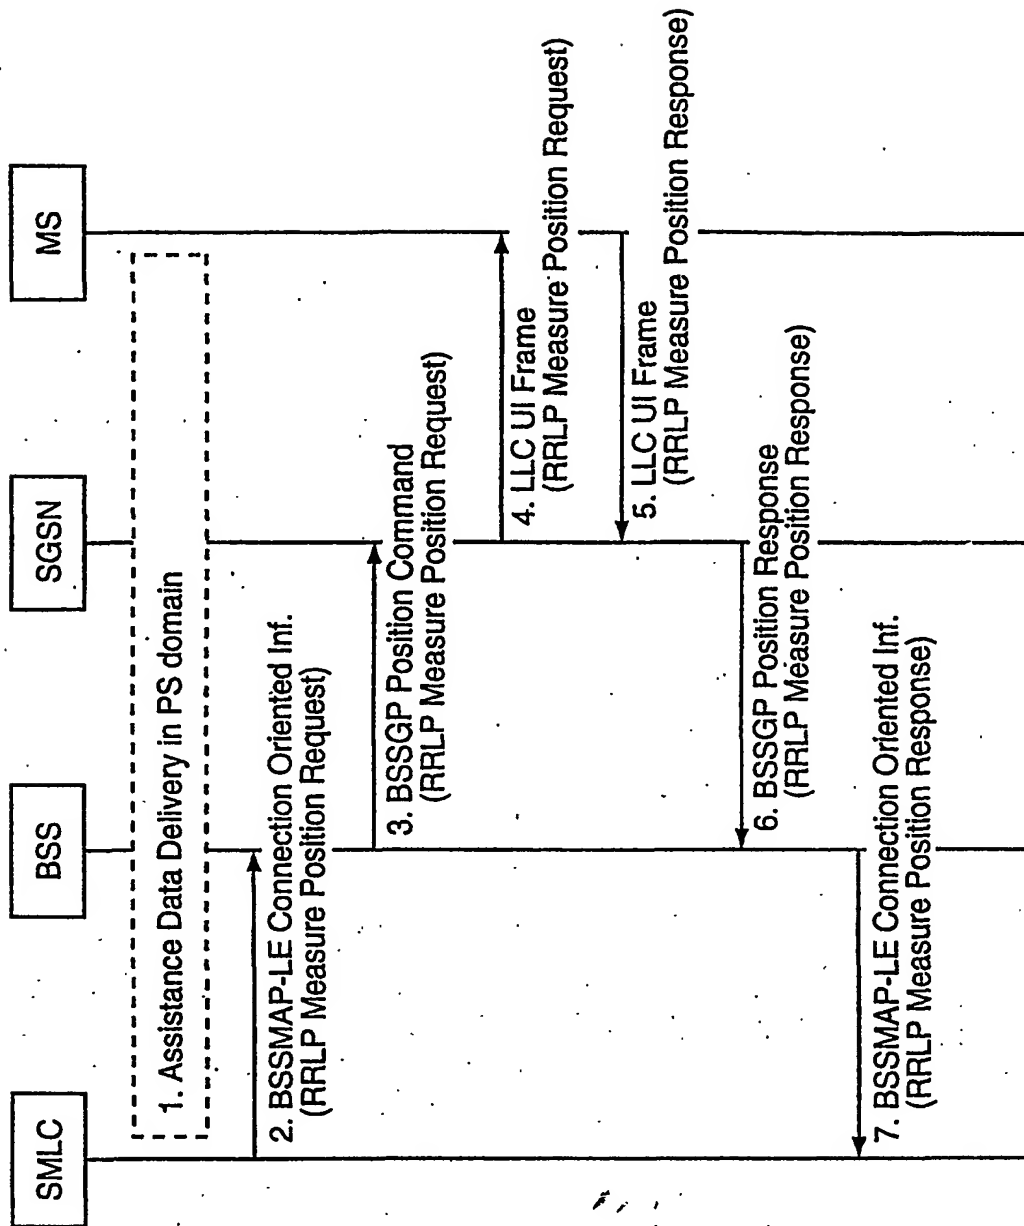 SMLC
BSS
SGSN
MS
1. Assistance Data Delivery in PS domain
2. BSSMAP-LE Connection Oriented Inf.
(RRLP Measure Position Request)
3. BSSGP Position Command
(RRLP Measure Position Request)
4. LLC UI Frame
(RRLP Measure Position Request)
5. LLC UI Frame
(RRLP Measure Position Response)
6. BSSGP Position Response
(RRLP Measure Position Response)
7. BSSMAP-LE Connection Oriented Inf.
(RRLP Measure Position Response)